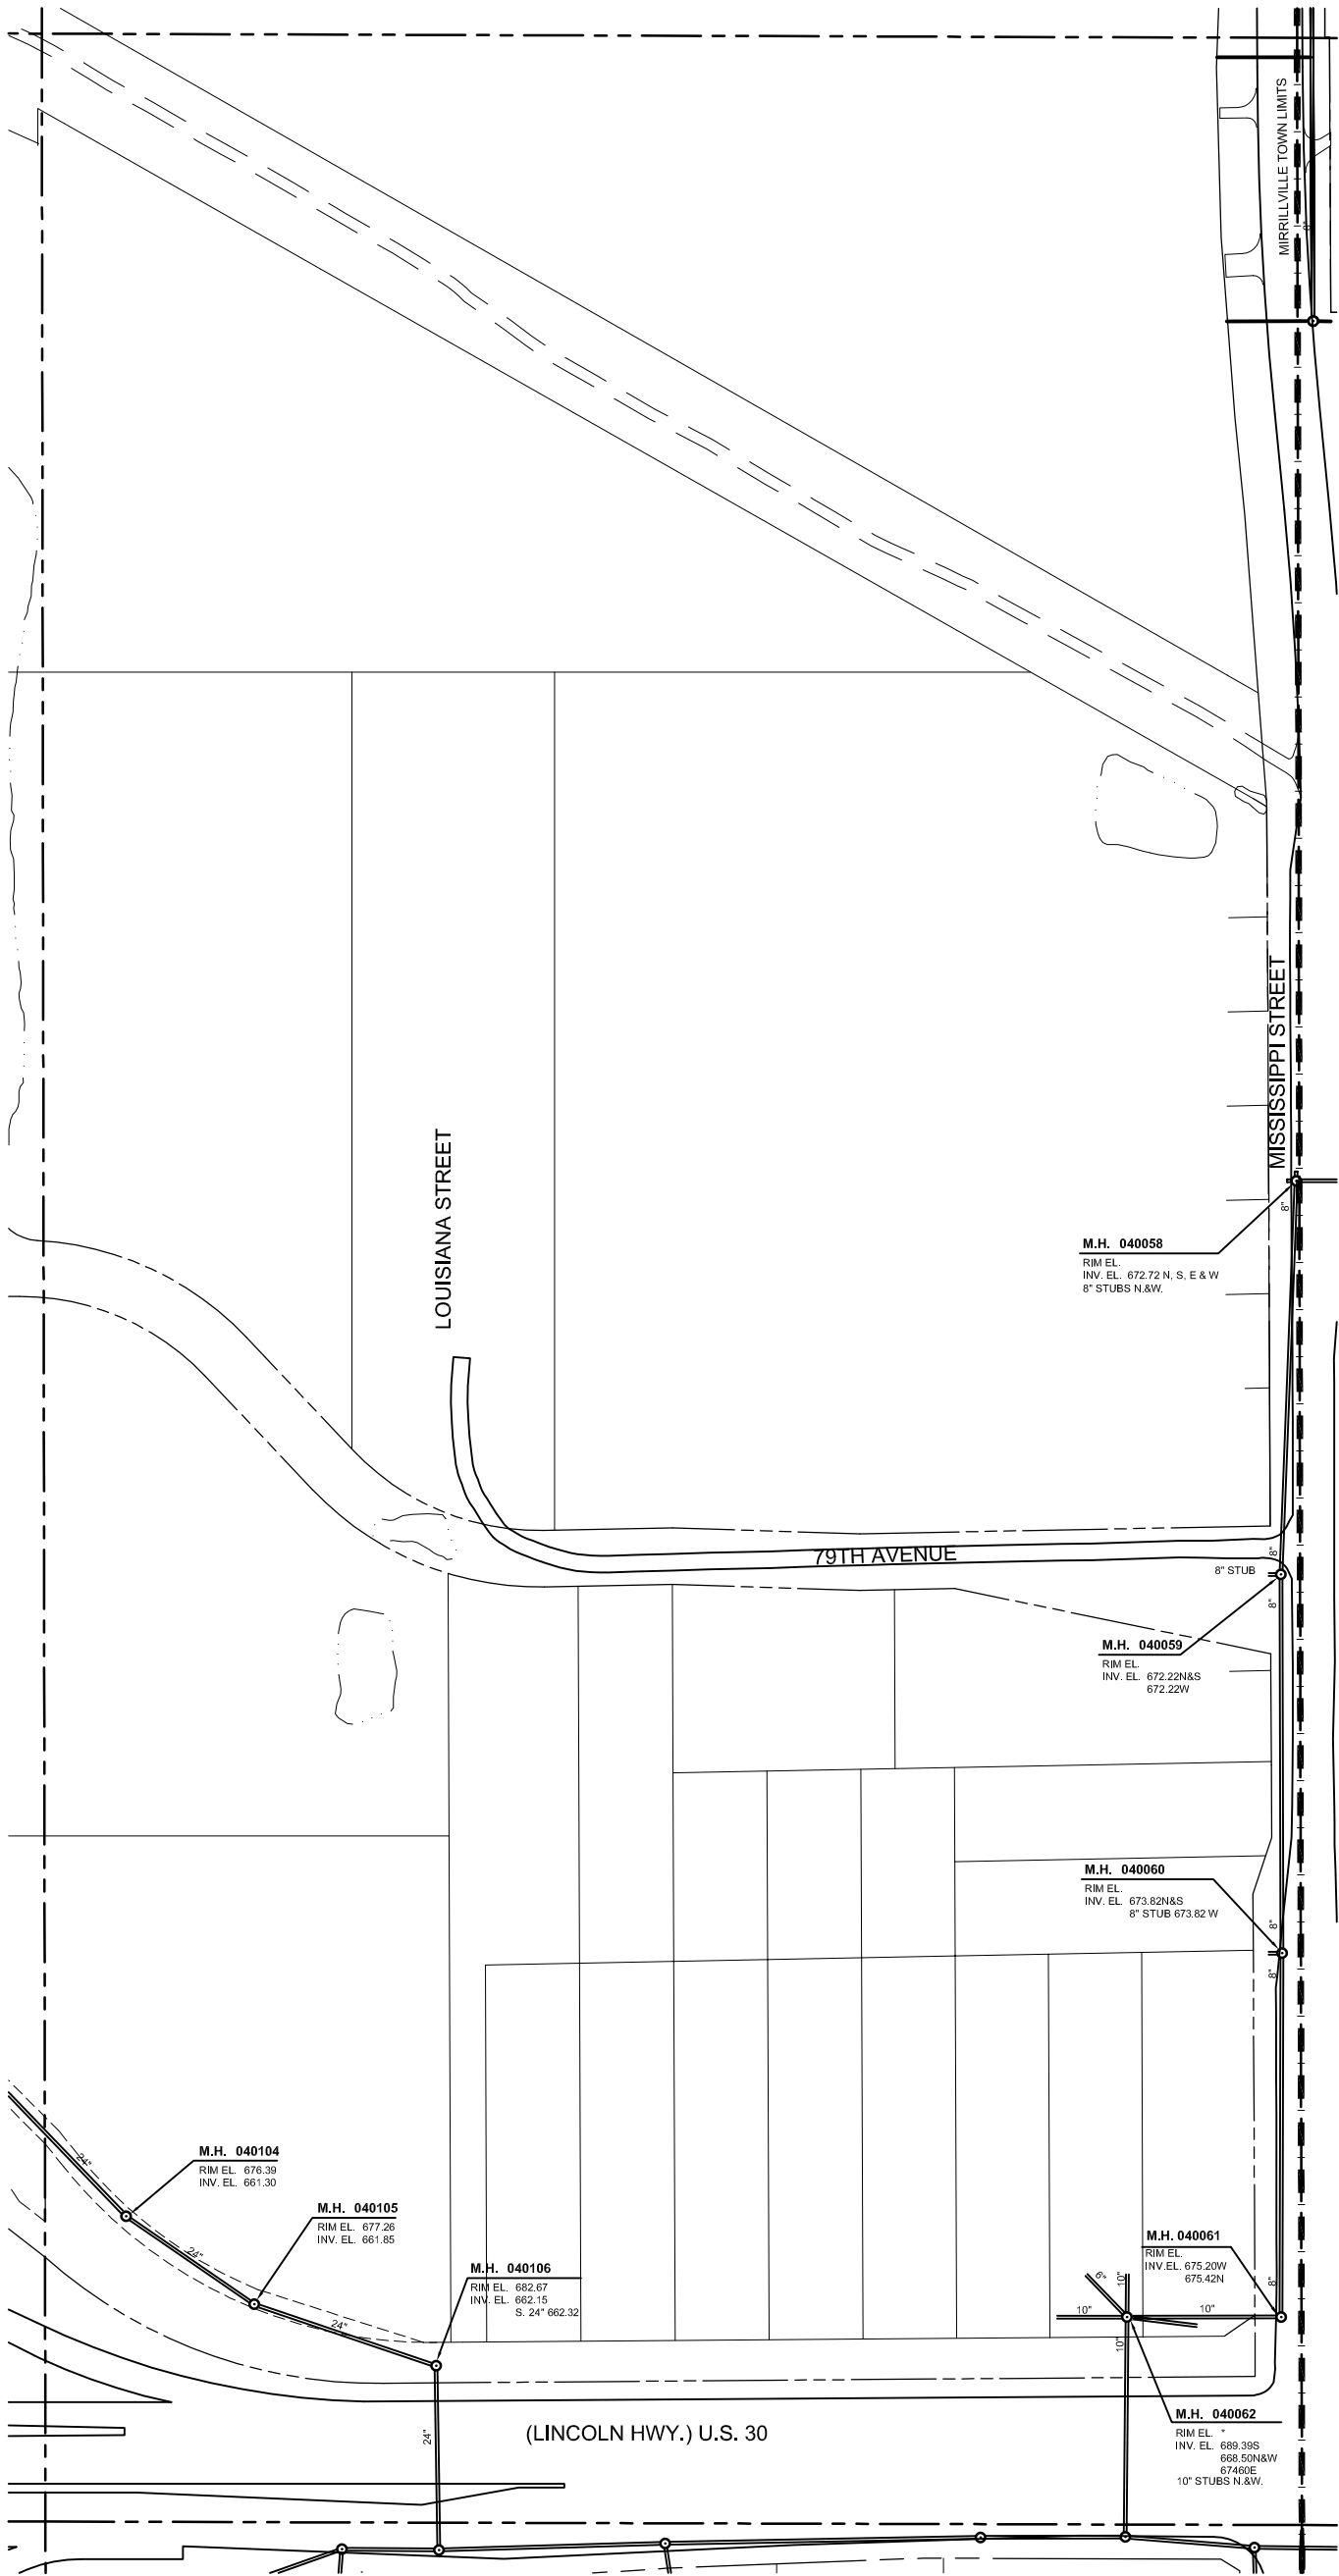 MIRRILLVILLE TOWN LIMITS
8"
MISSISSIPPI STREET
LOUISIANA STREET
8"
M.H. 040058
RIM EL.
INV. EL. 672.72 N, S, E & W
8" STUBS N.&W.
79TH AVENUE
8"
8" STUB
8"
M.H. 040059
RIM EL.
INV. EL. 672.22N&S
672.22W
M.H. 040060
RIM EL.
INV. EL. 673.82N&S
8" STUB 673.82 W
8"
8"
24"
M.H. 040104
RIM EL. 676.39
INV. EL. 661.30
24"
M.H. 040105
RIM EL. 677.26
INV. EL. 661.85
24"
M.H. 040106
RIM EL. 682.67
INV. EL. 662.15
S. 24" 662.32
M.H. 040061
RIM EL.
INV.EL. 675.20W
675.42N
8"
6"
10"
10"
10"
10"
24"
(LINCOLN HWY.) U.S. 30
M.H. 040062
RIM EL. *
INV. EL. 689.39S
668.50N&W
67460E
10" STUBS N.&W.